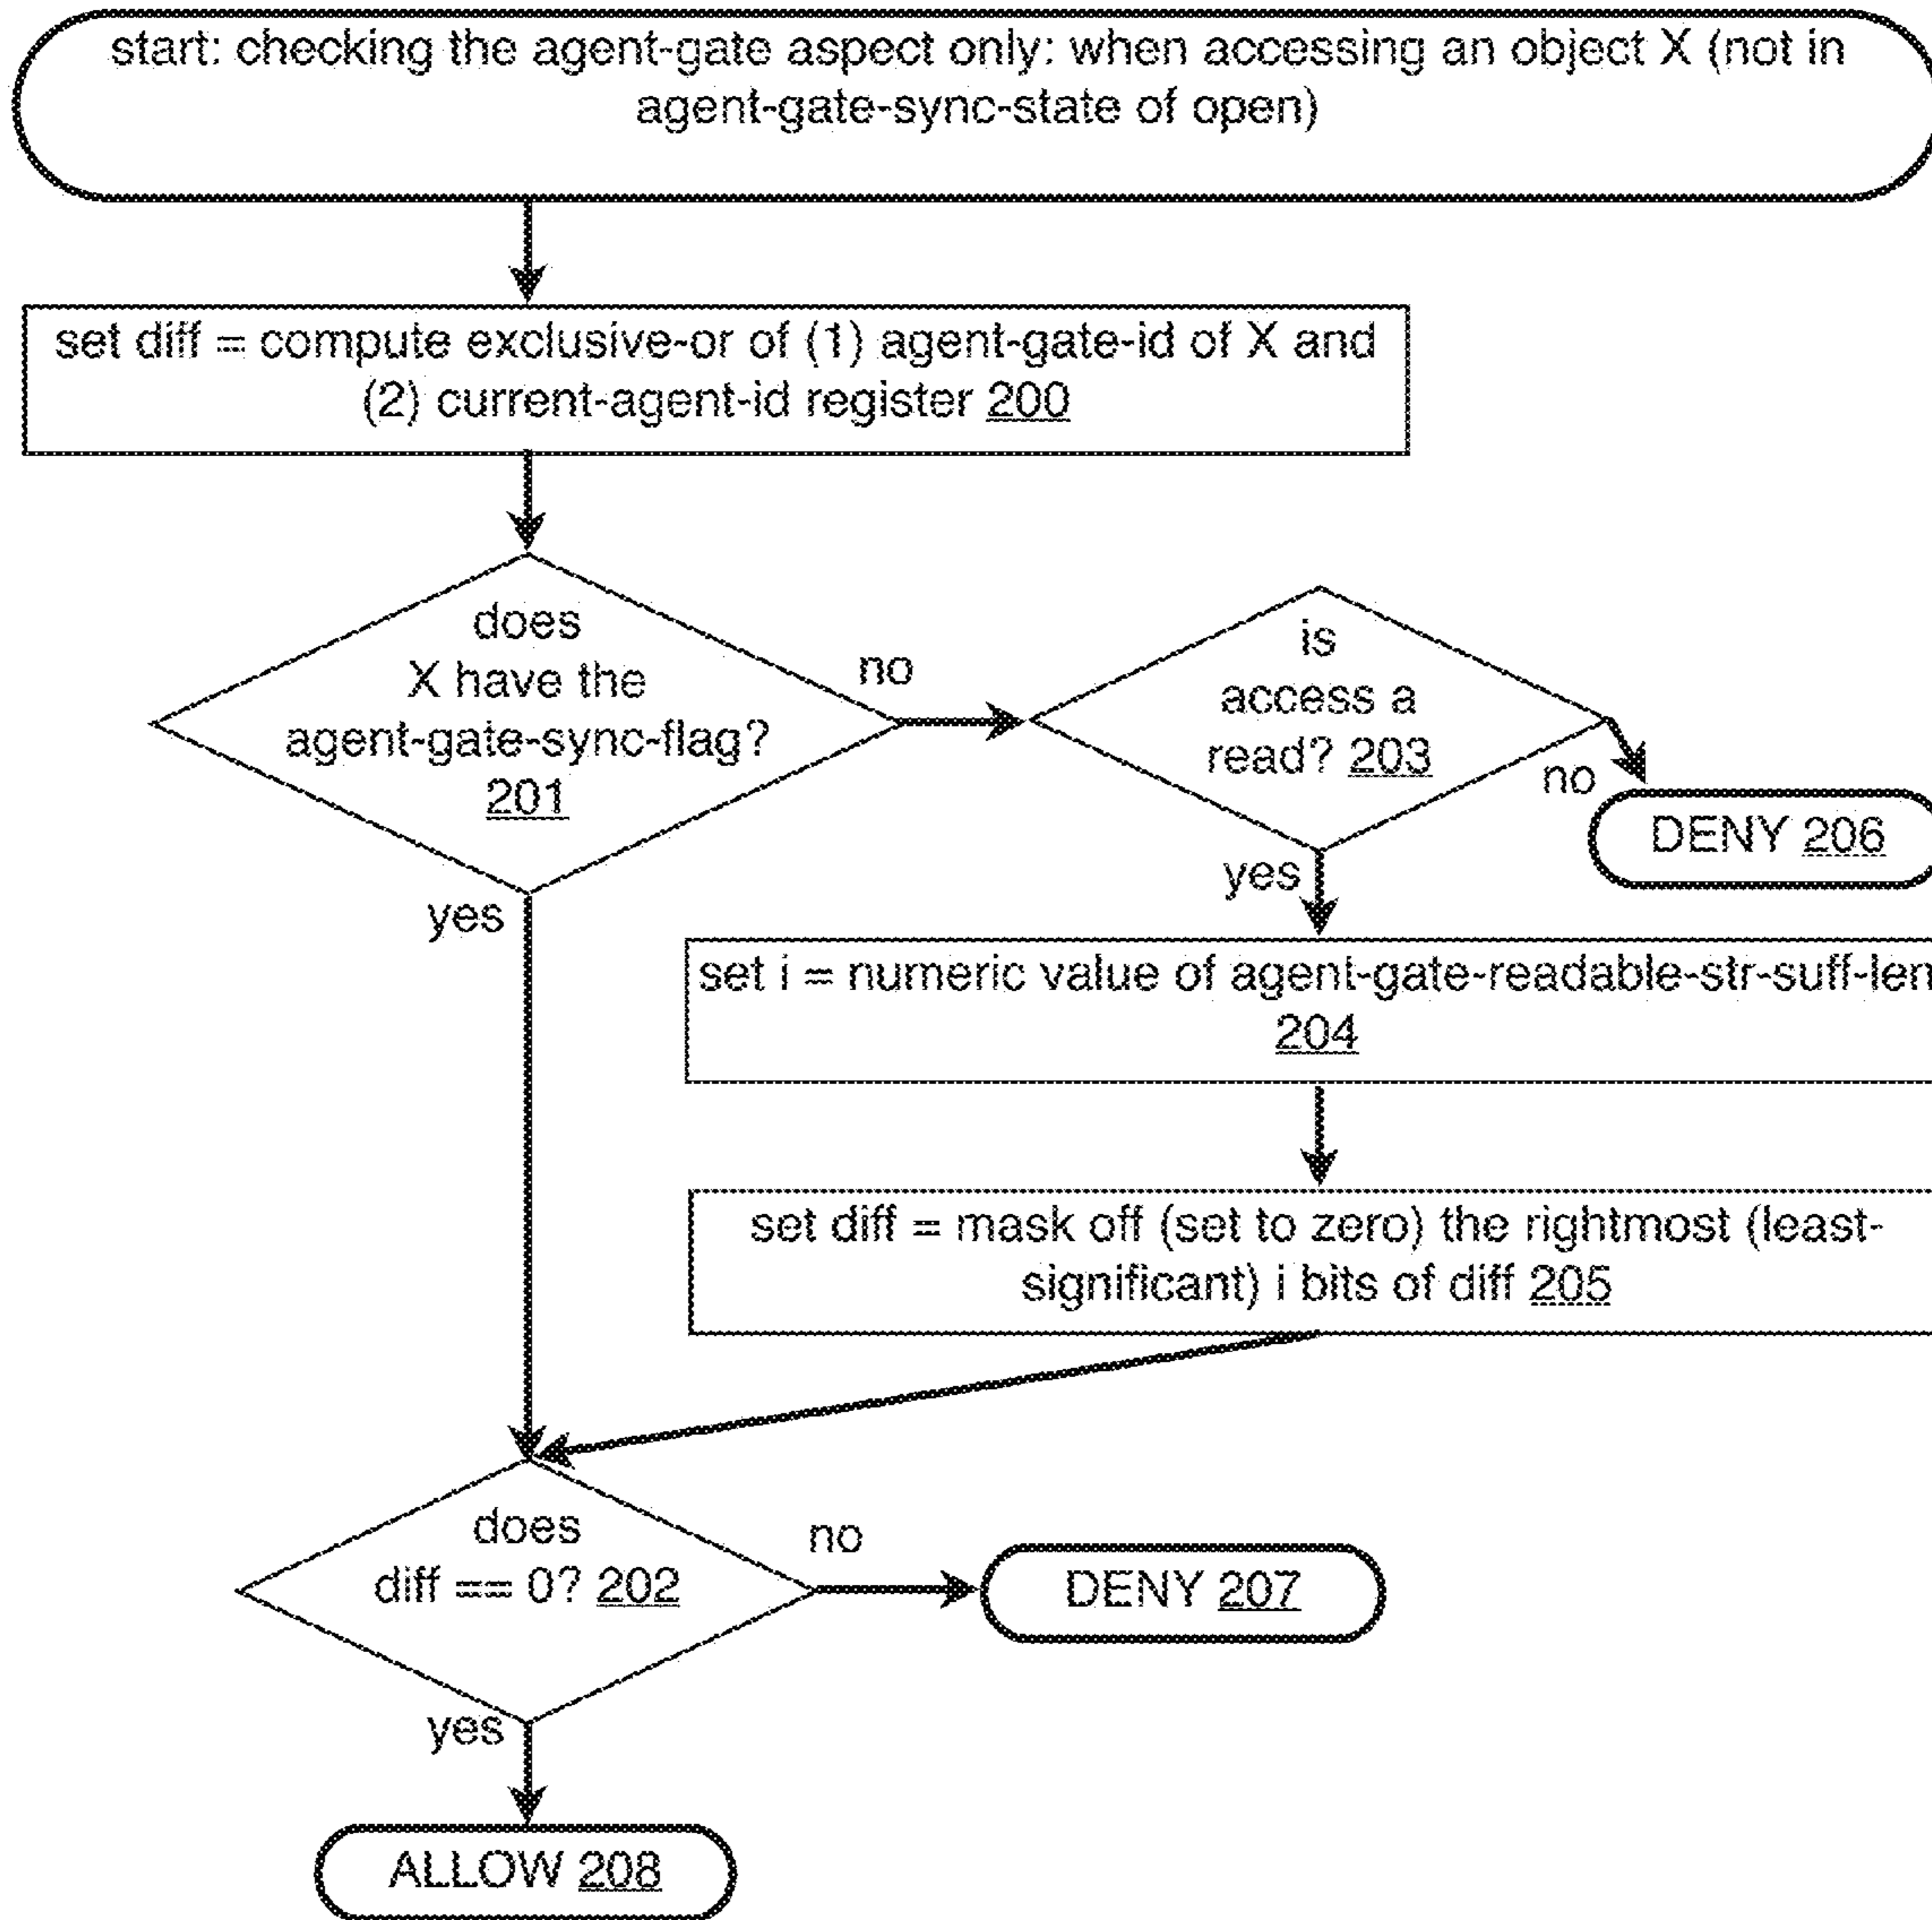 start: checking the agent-gate aspect only: when accessing an object X (not in
agent-gate-sync-state of open)
set diff = compute exclusive-or of (1) agent-gate-id of X and
(2) current-agent-id register 200
does
X have the
agent-gate-sync-flag?
201
no
yes
is
access a
read? 203
no
yes
DENY 206
set i = numeric value of agent-gate-readable-str-suff-len
204
set diff = mask off (set to zero) the rightmost (least-
significant) i bits of diff 205
does
diff == 0? 202
no
DENY 207
yes
ALLOW 208